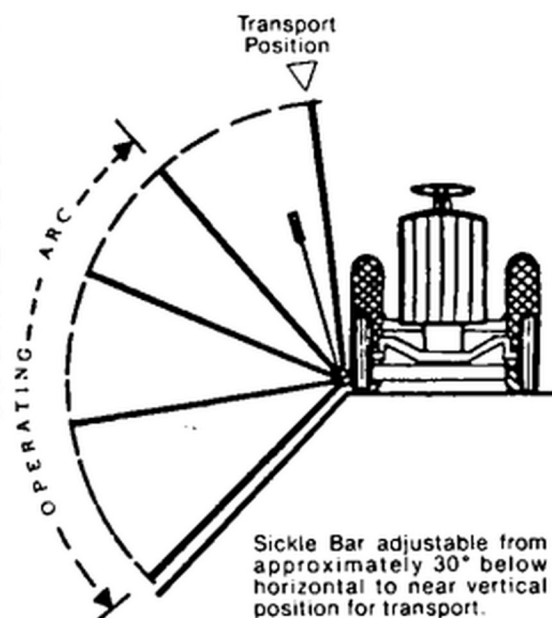 Transport
Position
OPERATING
ARC
Sickle Bar adjustable from
approximately 30° below
horizontal to near vertical
position for transport.